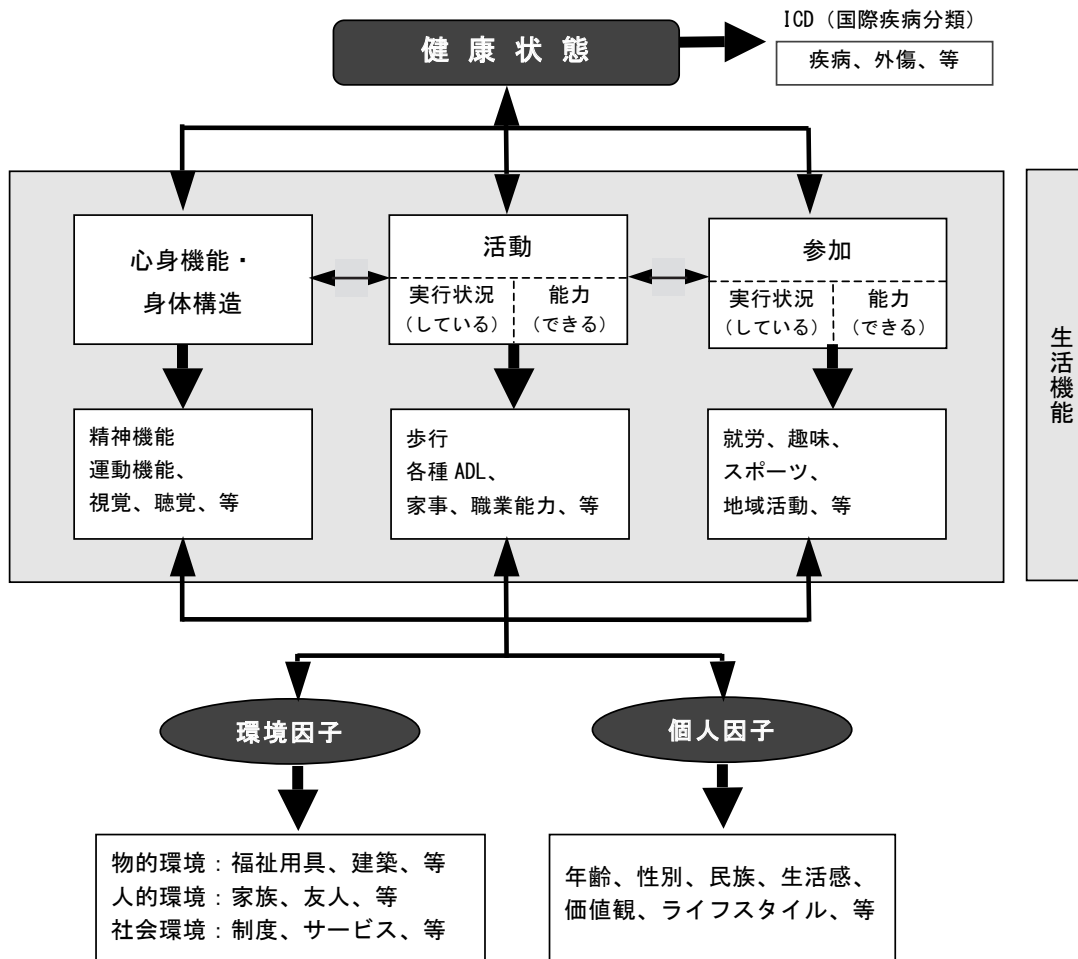 ICD（国際疾病分類）
健康状態
疾病、外傷、等
心身機能・
身体構造
活動
実行状況
（している）
能力
（できる）
参加
実行状況
（している）
能力
（できる）
生活機能
精神機能
運動機能、
視覚、聴覚、等
歩行
各種 ADL、
家事、職業能力、等
就労、趣味、
スポーツ、
地域活動、等
環境因子
個人因子
物的環境：福祉用具、建築、等
人的環境：家族、友人、等
社会環境：制度、サービス、等
年齢、性別、民族、生活感、
価値観、ライフスタイル、等